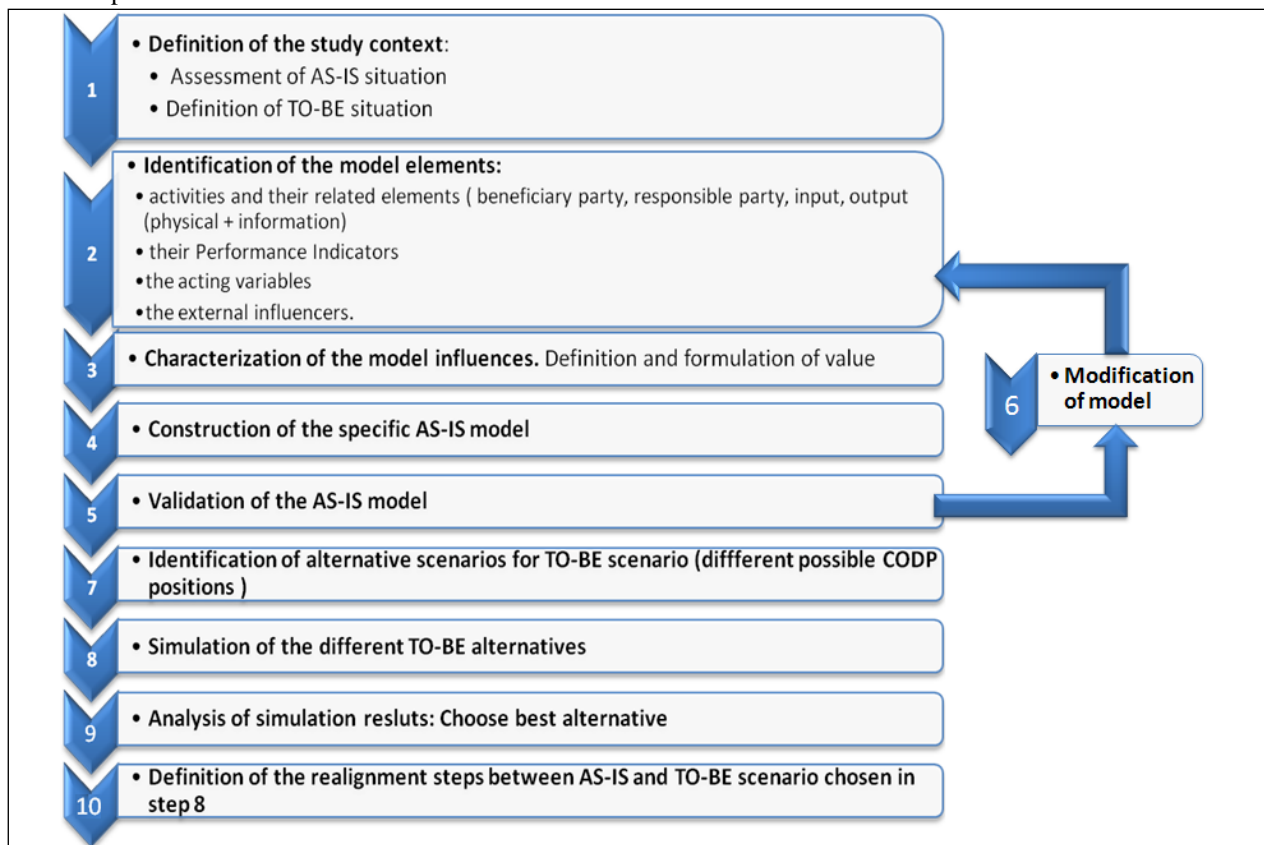 1
• Definition of the study context:
• Assessment of AS-IS situation
• Definition of TO-BE situation
2
• Identification of the model elements:
• activities and their related elements ( beneficiary party, responsible party, input, output
(physical + information)
• their Performance Indicators
•the acting variables
•the external influencers.
3
• Characterization of the model influences. Definition and formulation of value
4
• Construction of the specific AS-IS model
5
• Validation of the AS-IS model
6
• Modification
of model
7
• Identification of alternative scenarios for TO-BE scenario (diffferent possible CODP
positions )
8
• Simulation of the different TO-BE alternatives
9
• Analysis of simulation resluts: Choose best alternative
10
• Definition of the realignment steps between AS-IS and TO-BE scenario chosen in
step 8